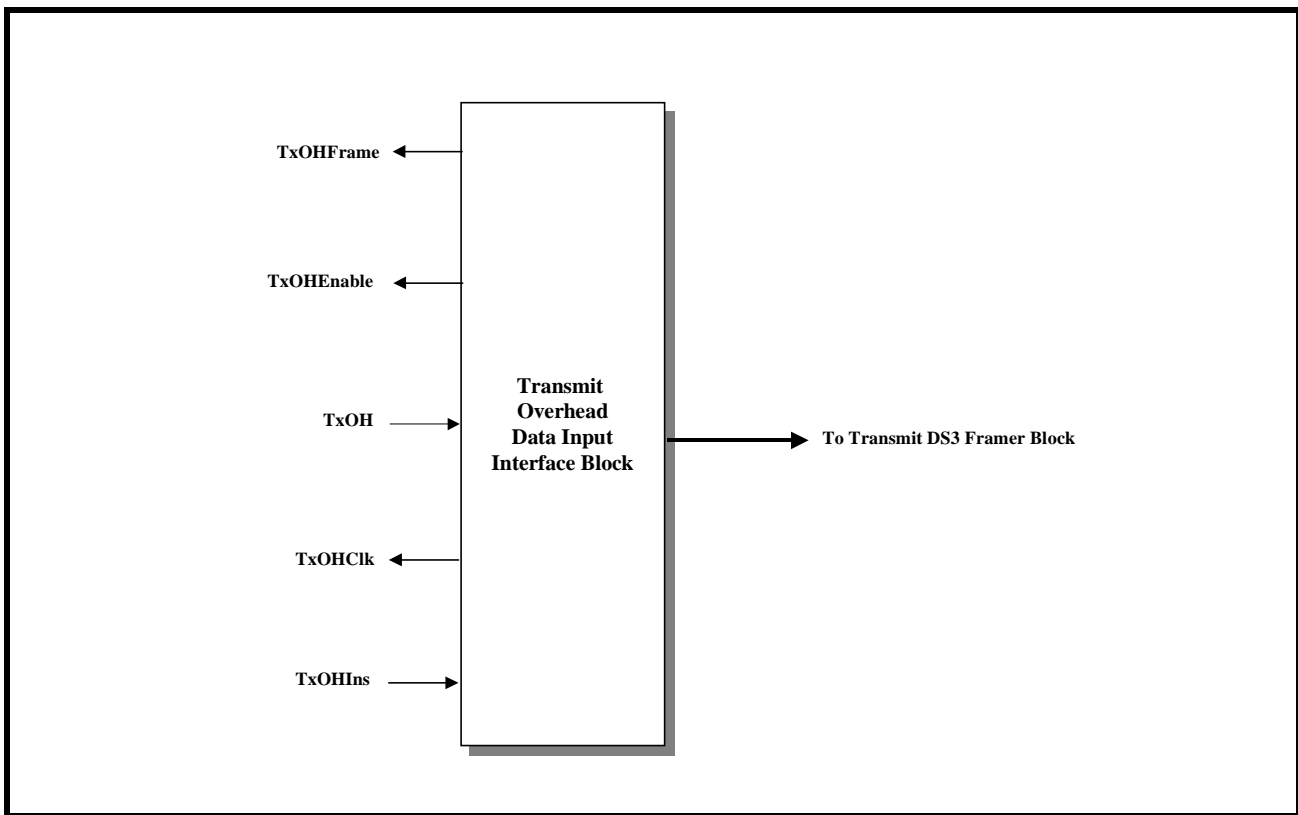 TxOHFrame
TxOHEnable
TxOH
TxOHClk
TxOHIns
Transmit
Overhead
Data Input
Interface Block
To Transmit DS3 Framer Block